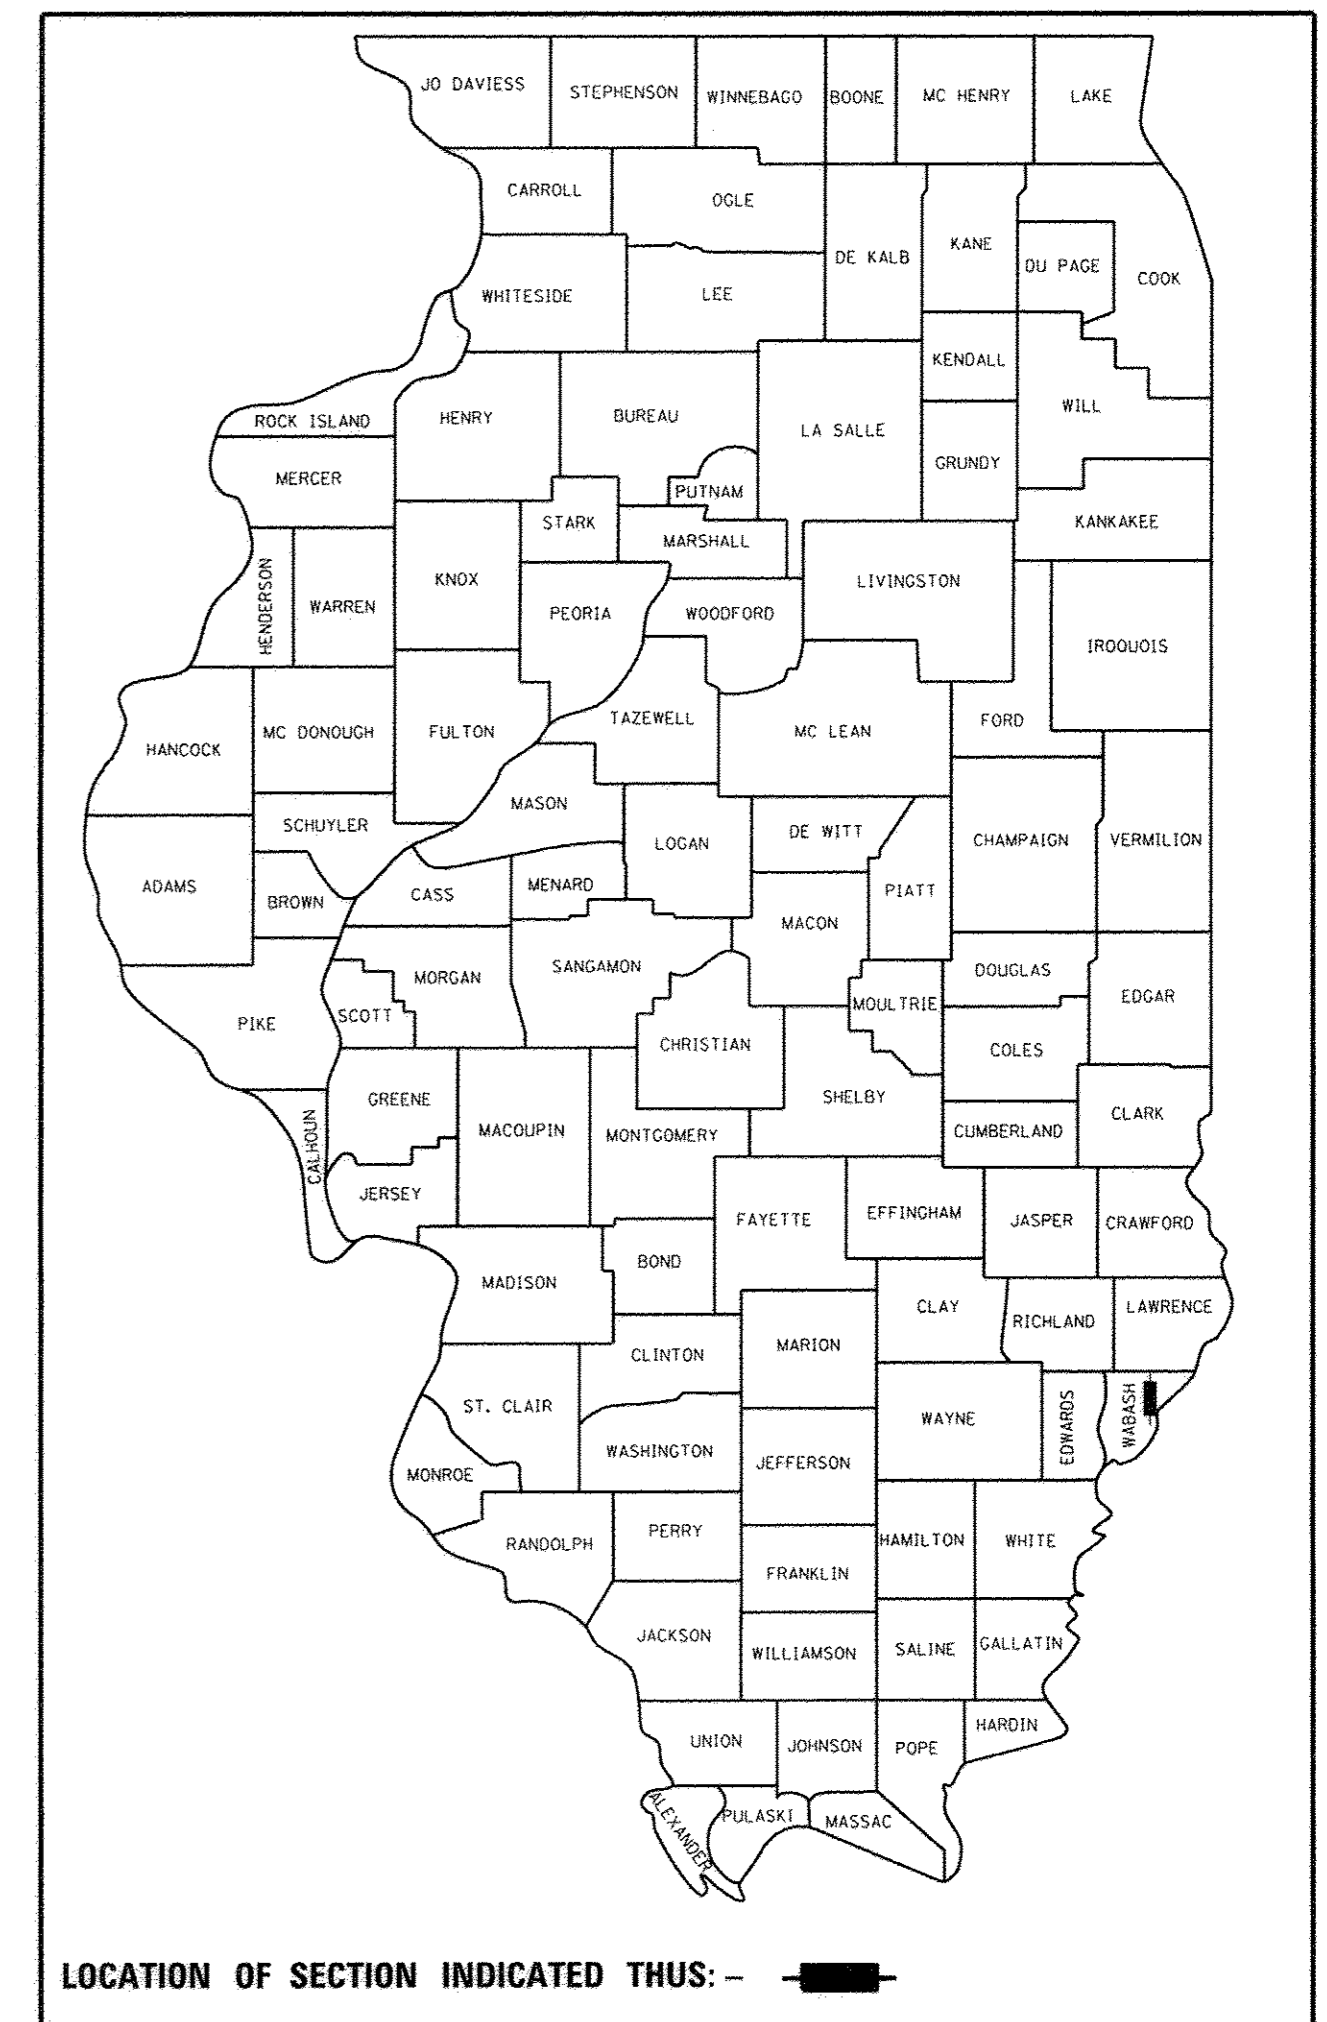 JO DAVIESS
STEPHENSON
WINNEBAGO
BOONE
MC HENRY
LAKE
CARROLL
OGLE
DE KALB
KANE
DU PAGE
COOK
WHITESIDE
LEE
KENDALL
ROCK ISLAND
HENRY
BUREAU
LA SALLE
WILL
MERCER
PUTNAM
GRUNDY
STARK
MARSHALL
KANKAKEE
HENDERSON
WARREN
KNOX
PEORIA
WOODFORD
LIVINGSTON
IROQUOIS
HANCOCK
MC DONOUGH
FULTON
TAZEWELL
MC LEAN
FORD
SCHUYLER
MASON
LOGAN
DE WITT
CHAMPAIGN
VERMILION
ADAMS
BROWN
CASS
MENARD
PIATT
MACON
PIKE
SCOTT
MORGAN
SANGAMON
DOUGLAS
EDGAR
MOULTRIE
CHRISTIAN
COLES
CALHOUN
GREENE
MACOUPIN
MONTGOMERY
SHELBY
CUMBERLAND
CLARK
JERSEY
FAYETTE
EFFINGHAM
JASPER
CRAWFORD
MADISON
BOND
CLAY
RICHLAND
LAWRENCE
CLINTON
MARION
ST. CLAIR
WAYNE
EDWARDS
WABASH
WASHINGTON
JEFFERSON
MONROE
RANDOLPH
PERRY
HAMILTON
WHITE
FRANKLIN
JACKSON
WILLIAMSON
SALINE
GALLATIN
UNION
JOHNSON
POPE
HARDIN
ALEXANDER
PULASKI
MASSAC
LOCATION OF SECTION INDICATED THUS: –